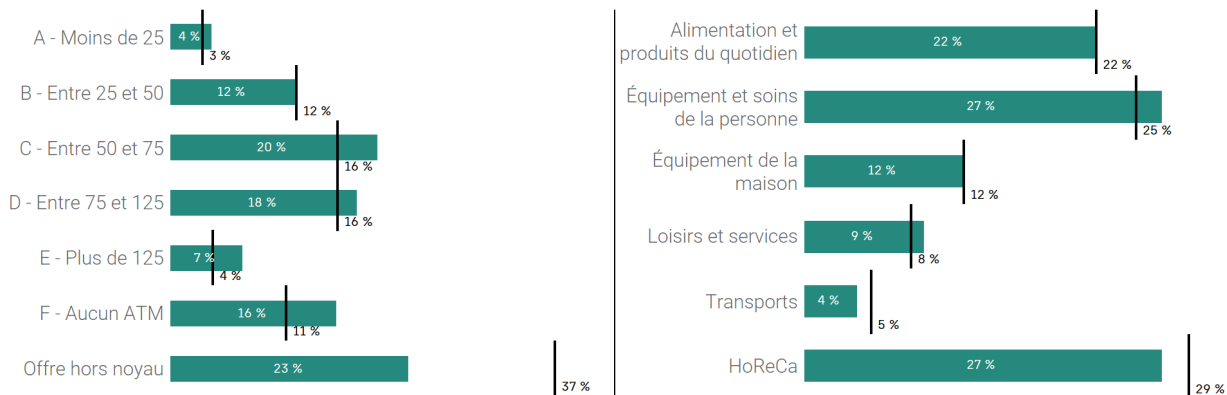 A - Moins de 25
4 %
3 %
B - Entre 25 et 50
12 %
12 %
C - Entre 50 et 75
20 %
16 %
D - Entre 75 et 125
18 %
16 %
E - Plus de 125
7 %
4 %
F - Aucun ATM
16 %
11 %
Offre hors noyau
23 %
37 %
Alimentation et
produits du quotidien
22 %
22 %
Équipement et soins
de la personne
27 %
25 %
Équipement de la
maison
12 %
12 %
Loisirs et services
9 %
8 %
Transports
4 %
5 %
HoReCa
27 %
29 %